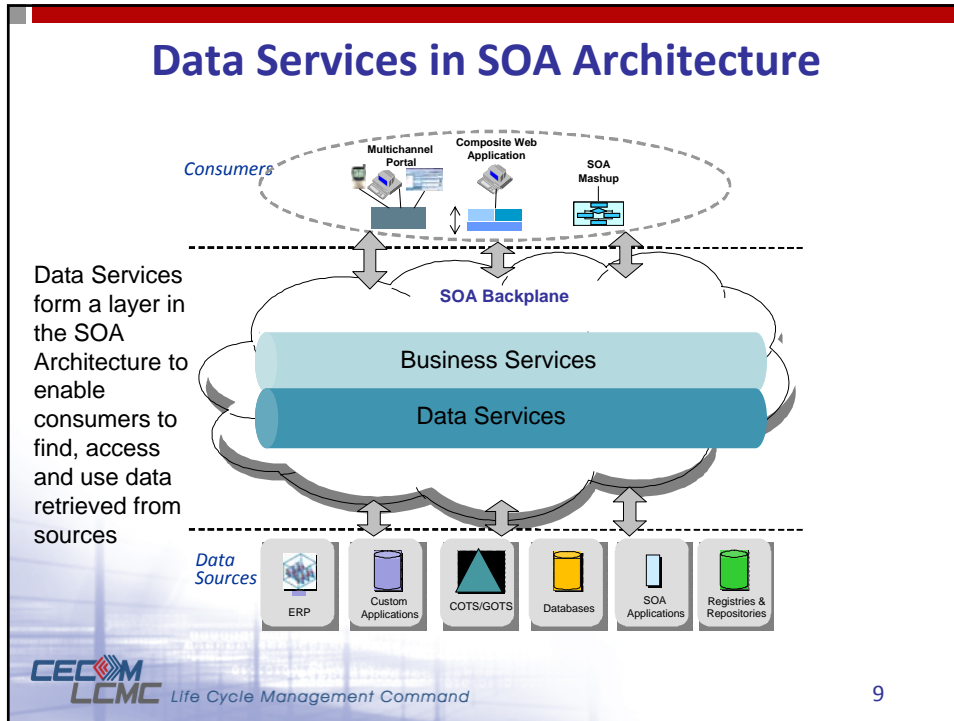 Data Services in SOA Architecture
Consumers
Multichannel
Portal
Composite Web
Application
SOA
Mashup
Data Services
form a layer in
the SOA
Architecture to
enable
consumers to
find, access
and use data
retrieved from
sources
SOA Backplane
Business Services
Data Services
Data
Sources
ERP
Custom
Applications
COTS/GOTS
Databases
SOA
Applications
Registries &
Repositories
CECOM
LCMC Life Cycle Management Command
9